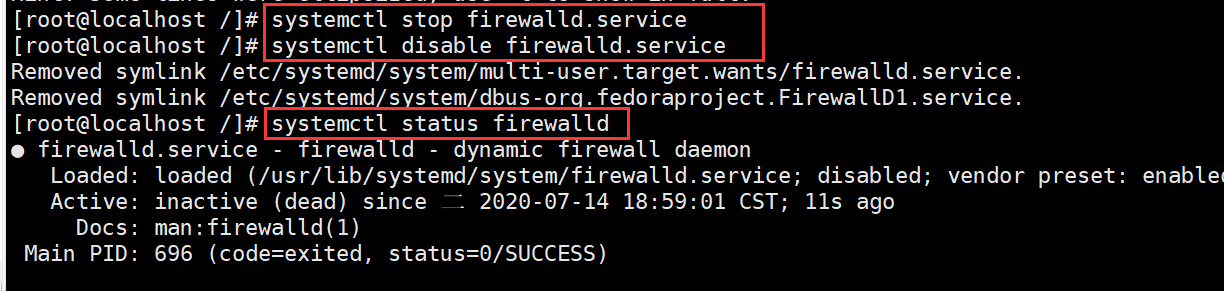 [root@localhost /]# systemctl stop firewalld.service
[root@localhost /]# systemctl disable firewalld.service
Removed symlink /etc/systemd/system/multi-user.target.wants/firewalld.service.
Removed symlink /etc/systemd/system/dbus-org.fedoraproject.FirewallD1.service.
[root@localhost /]# systemctl status firewalld
● firewalld.service - firewalld - dynamic firewall daemon
   Loaded: loaded (/usr/lib/systemd/system/firewalld.service; disabled; vendor preset: enabled
   Active: inactive (dead) since 二 2020-07-14 18:59:01 CST; 11s ago
     Docs: man:firewalld(1)
 Main PID: 696 (code=exited, status=0/SUCCESS)